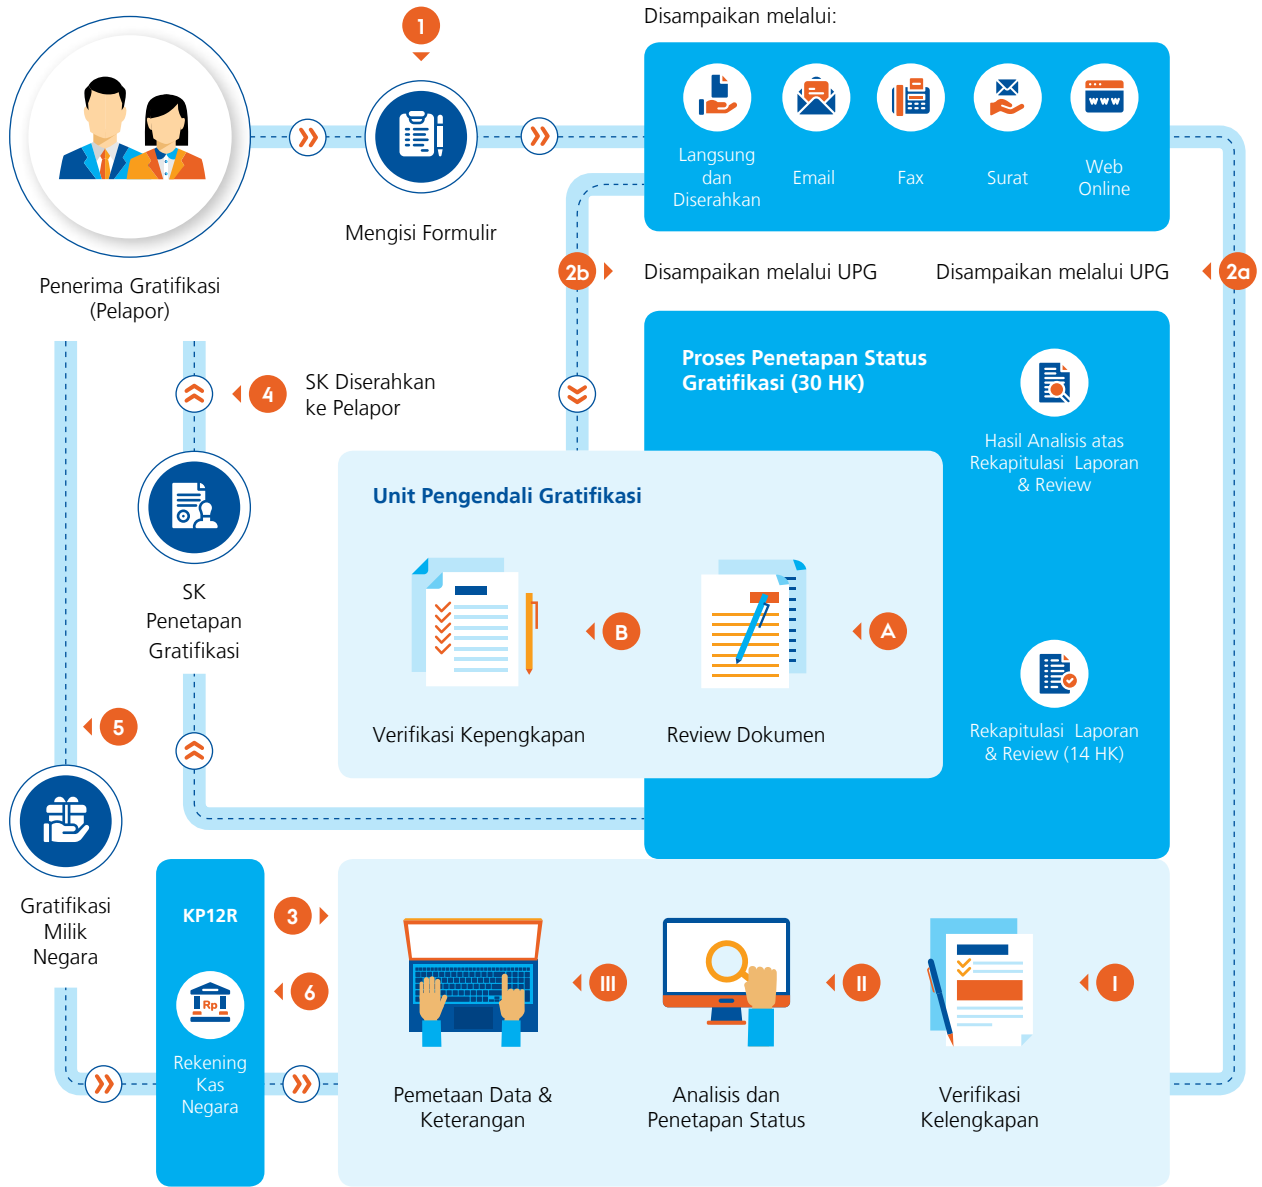 1
Disampaikan melalui:
Langsung
dan
Diserahkan
Email
Fax
Surat
www
Web
Online
Mengisi Formulir
Penerima Gratifikasi
(Pelapor)
2b
Disampaikan melalui UPG
Disampaikan melalui UPG
2a
Proses Penetapan Status
Gratifikasi (30 HK)
Hasil Analisis atas
Rekapitulasi Laporan
& Review
4
SK Diserahkan
ke Pelapor
Unit Pengendali Gratifikasi
B
A
Verifikasi Kepengkapan
Review Dokumen
Rekapitulasi Laporan
& Review (14 HK)
SK
Penetapan
Gratifikasi
5
Gratifikasi
Milik
Negara
KP12R
3
6
Rp
Rekening
Kas
Negara
III
II
I
Pemetaan Data &
Keterangan
Analisis dan
Penetapan Status
Verifikasi
Kelengkapan